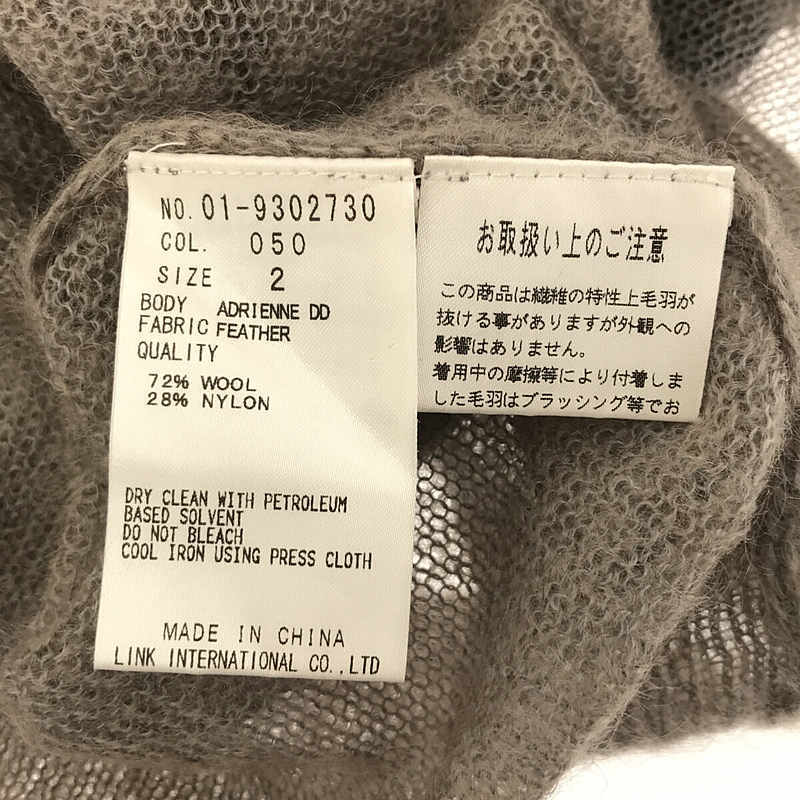 NO. 01-9302730
COL. 050
SIZE 2
BODY ADRIENNE DD
FABRIC FEATHER
QUALITY
72% WOOL
28% NYLON
DRY CLEAN WITH PETROLEUM
BASED SOLVENT
DO NOT BLEACH
COOL IRON USING PRESS CLOTH
MADE IN CHINA
LINK INTERNATIONAL CO.,LTD
お取扱い上のご注意
この商品は繊維の特性上毛羽が
抜ける事がありますが外観への
影響はありません。
着用中の摩擦等により付着しま
した毛羽はブラッシング等でお